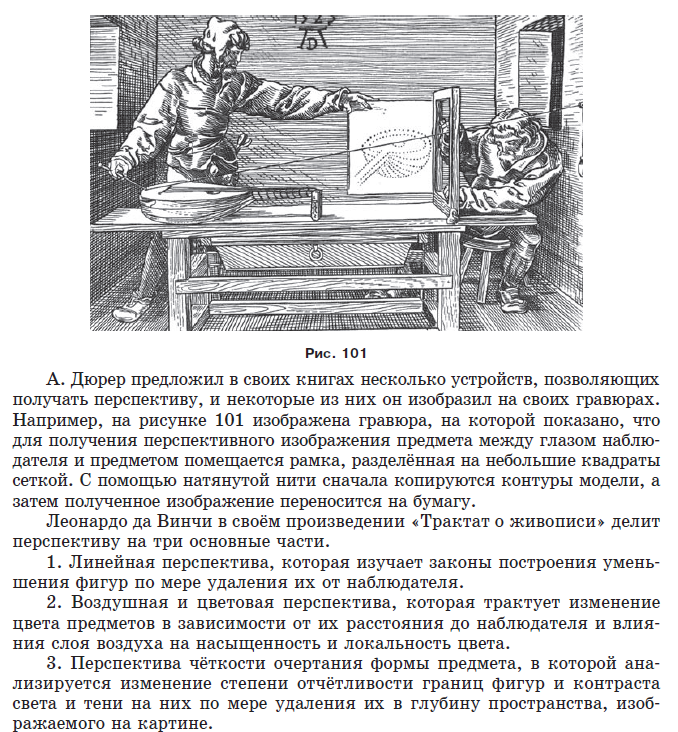 1525
AD
Рис. 101
А. Дюрер предложил в своих книгах несколько устройств, позволяющих
получать перспективу, и некоторые из них он изобразил на своих гравюрах.
Например, на рисунке 101 изображена гравюра, на которой показано, что
для получения перспективного изображения предмета между глазом наблю-
дателя и предметом помещается рамка, разделённая на небольшие квадраты
сеткой. С помощью натянутой нити сначала копируются контуры модели, а
затем полученное изображение переносится на бумагу.
Леонардо да Винчи в своём произведении «Трактат о живописи» делит
перспективу на три основные части.
1. Линейная перспектива, которая изучает законы построения умень-
шения фигур по мере удаления их от наблюдателя.
2. Воздушная и цветовая перспектива, которая трактует изменение
цвета предметов в зависимости от их расстояния до наблюдателя и влия-
ния слоя воздуха на насыщенность и локальность цвета.
3. Перспектива чёткости очертания формы предмета, в которой ана-
лизируется изменение степени отчётливости границ фигур и контраста
света и тени на них по мере удаления их в глубину пространства, изоб-
ражаемого на картине.